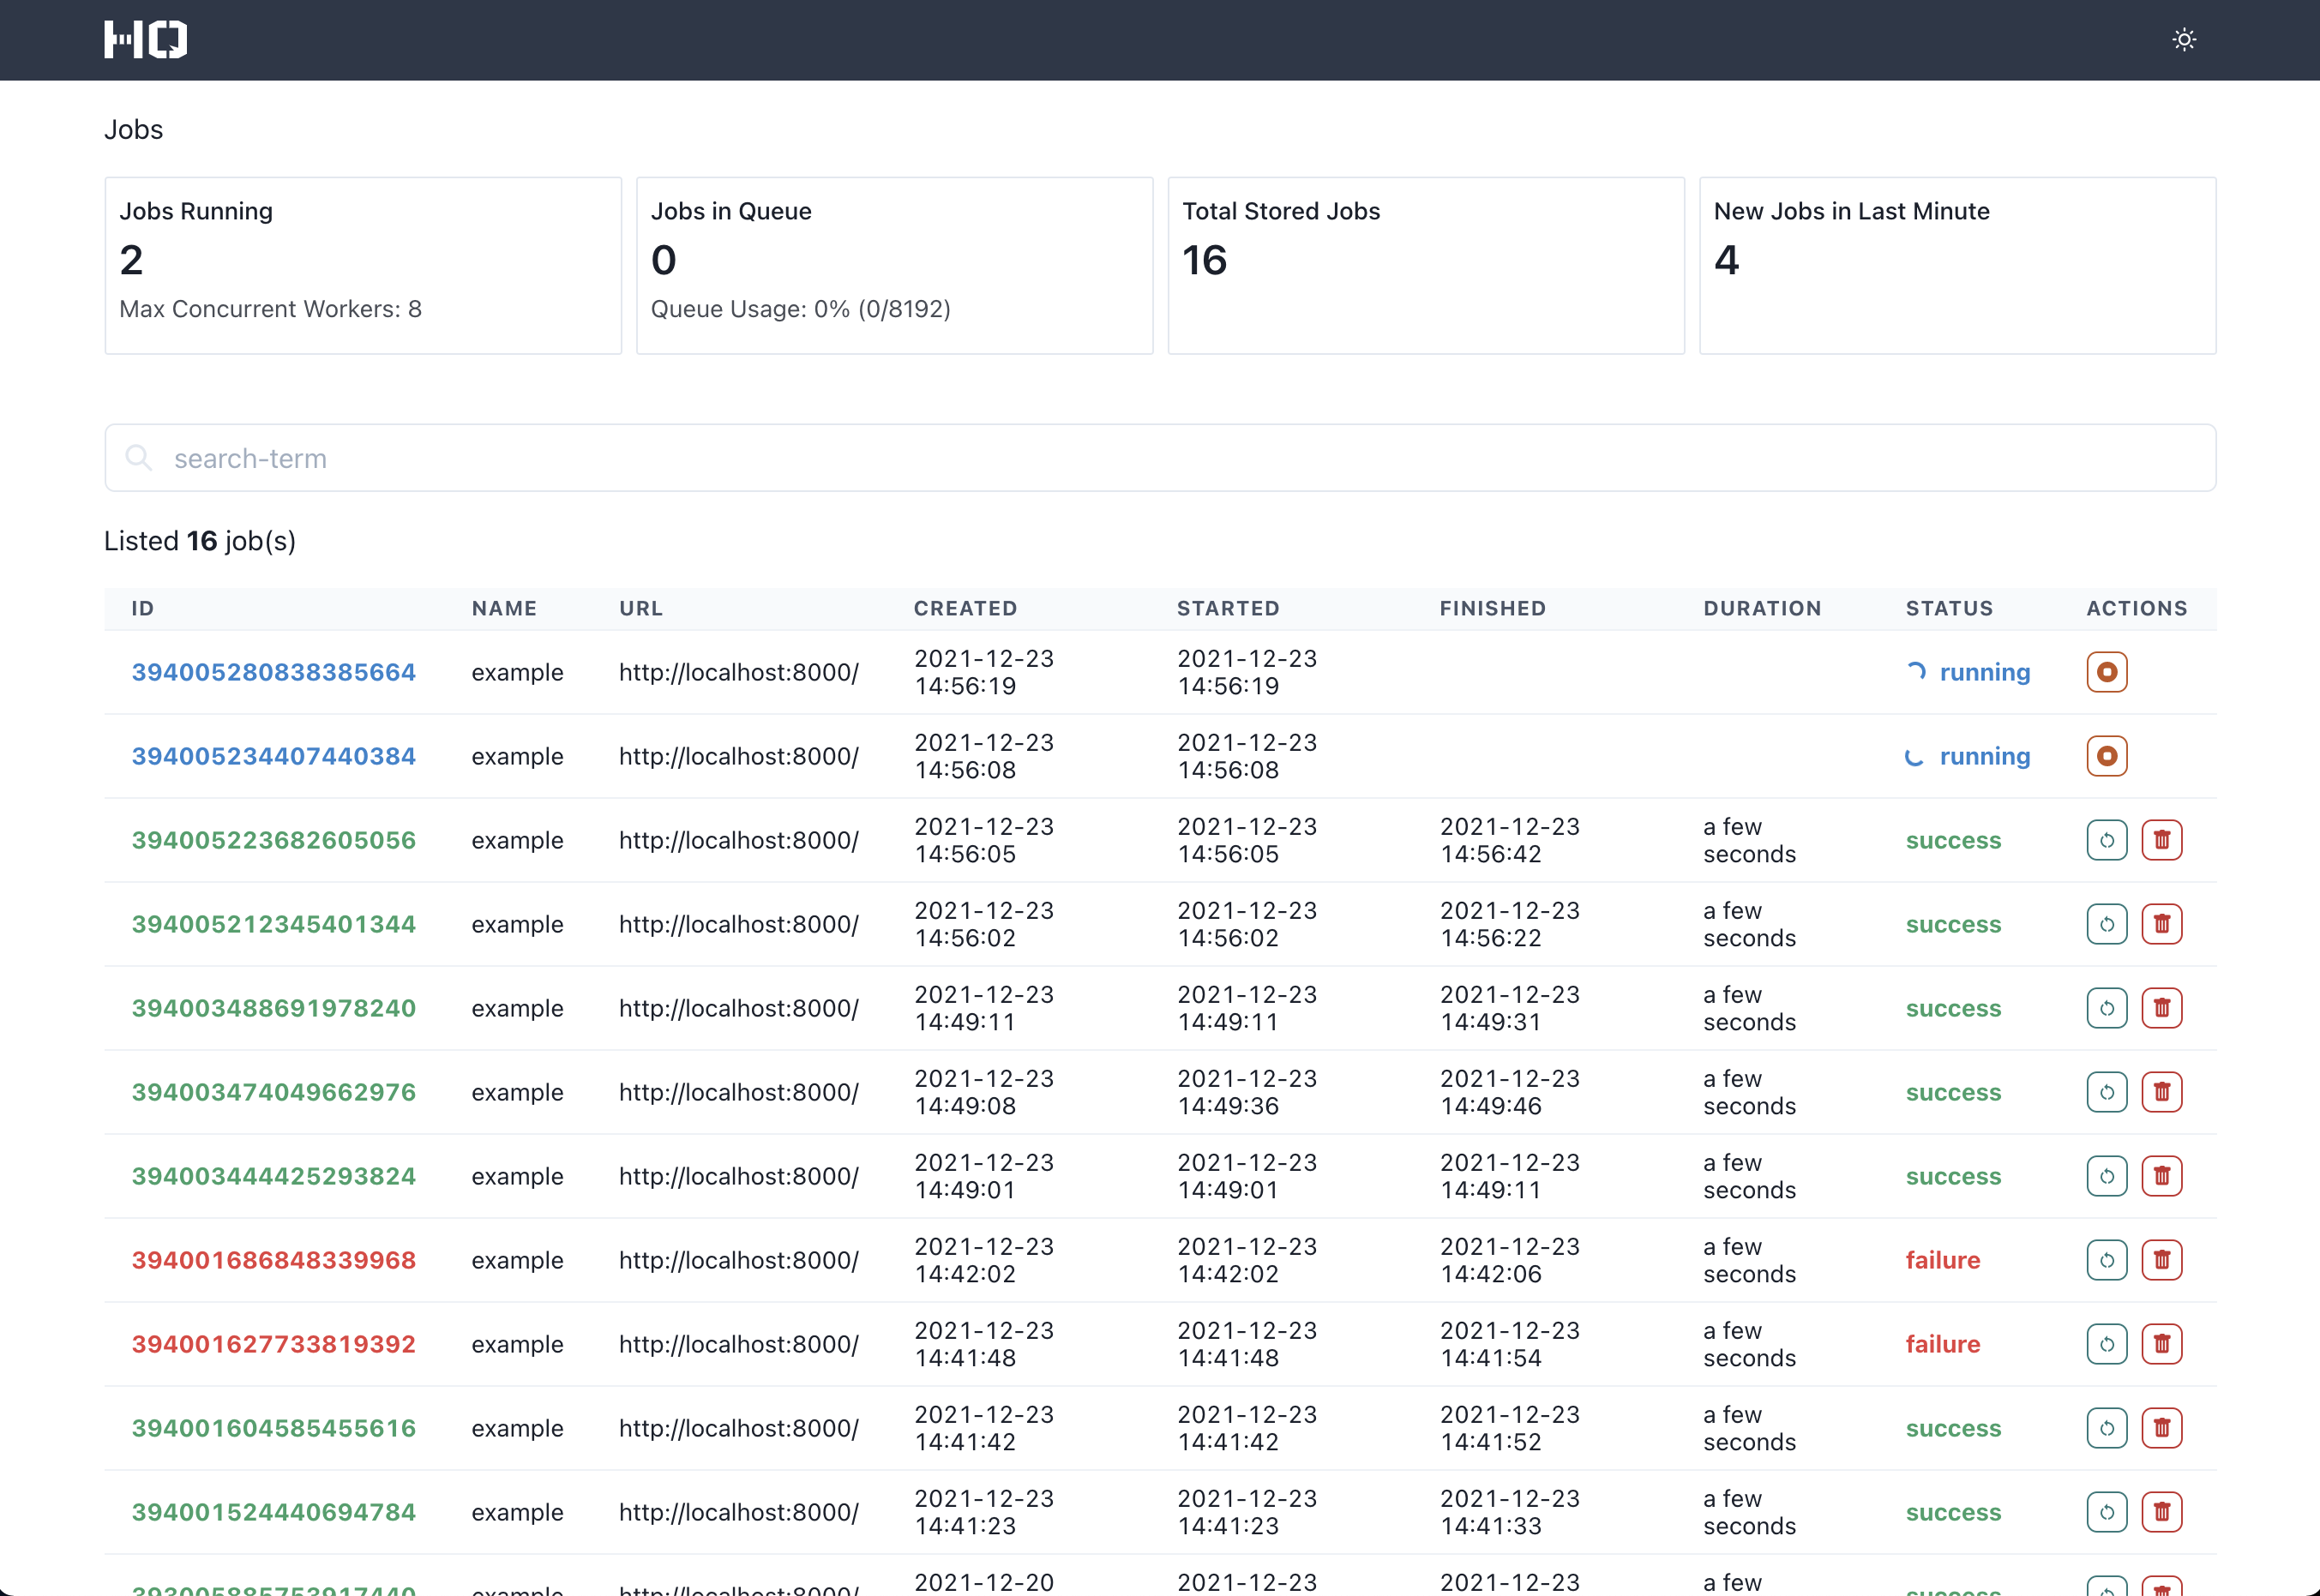 HQ
Jobs
Jobs Running
2
Max Concurrent Workers: 8
Jobs in Queue
0
Queue Usage: 0% (0/8192)
Total Stored Jobs
16
New Jobs in Last Minute
4
search-term
Listed 16 job(s)
ID NAME URL CREATED STARTED FINISHED DURATION STATUS ACTIONS
394005280838385664 example http://localhost:8000/ 2021-12-23 14:56:19 2021-12-23 14:56:19 running
394005234407440384 example http://localhost:8000/ 2021-12-23 14:56:08 2021-12-23 14:56:08 running
394005223682605056 example http://localhost:8000/ 2021-12-23 14:56:05 2021-12-23 14:56:05 2021-12-23 14:56:42 a few seconds success
394005212345401344 example http://localhost:8000/ 2021-12-23 14:56:02 2021-12-23 14:56:02 2021-12-23 14:56:22 a few seconds success
394003488691978240 example http://localhost:8000/ 2021-12-23 14:49:11 2021-12-23 14:49:11 2021-12-23 14:49:31 a few seconds success
394003474049662976 example http://localhost:8000/ 2021-12-23 14:49:08 2021-12-23 14:49:36 2021-12-23 14:49:46 a few seconds success
394003444425293824 example http://localhost:8000/ 2021-12-23 14:49:01 2021-12-23 14:49:01 2021-12-23 14:49:11 a few seconds success
394001686848339968 example http://localhost:8000/ 2021-12-23 14:42:02 2021-12-23 14:42:02 2021-12-23 14:42:06 a few seconds failure
394001627733819392 example http://localhost:8000/ 2021-12-23 14:41:48 2021-12-23 14:41:48 2021-12-23 14:41:54 a few seconds failure
394001604585455616 example http://localhost:8000/ 2021-12-23 14:41:42 2021-12-23 14:41:42 2021-12-23 14:41:52 a few seconds success
394001524440694784 example http://localhost:8000/ 2021-12-23 14:41:23 2021-12-23 14:41:23 2021-12-23 14:41:33 a few seconds success
example http://localhost:8000/ 2021-12-20 2021-12-23 2021-12-23 a few success